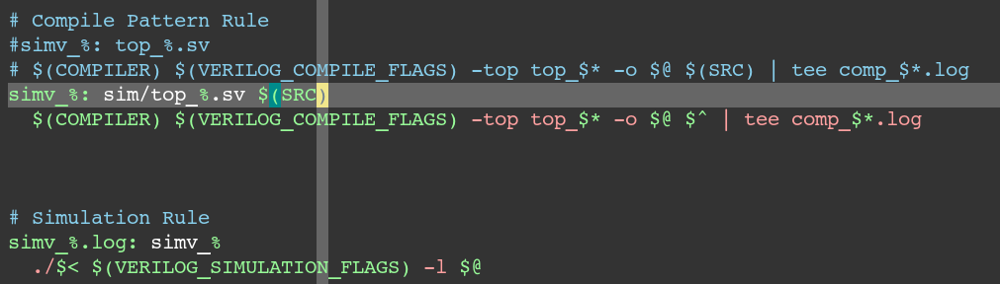 # Compile Pattern Rule
#simv_%: top_%.sv
# $(COMPILER) $(VERILOG_COMPILE_FLAGS) -top top_$* -o $@ $(SRC) | tee comp_$*.log
simv_%: sim/top_%.sv $(SRC)
$(COMPILER) $(VERILOG_COMPILE_FLAGS) -top top_$* -o $@ $^ | tee comp_$*.log
# Simulation Rule
simv_%.log: simv_%
./$< $(VERILOG_SIMULATION_FLAGS) -l $@